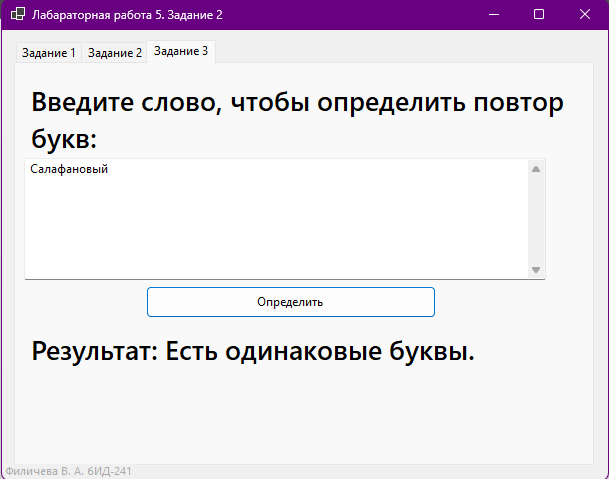 Лабараторная работа 5. Задание 2
Задание 1 Задание 2 Задание 3
Введите слово, чтобы определить повтор
букв:
Салафановый
Определить
Результат: Есть одинаковые буквы.
Филичева В. А. 6ИД-241